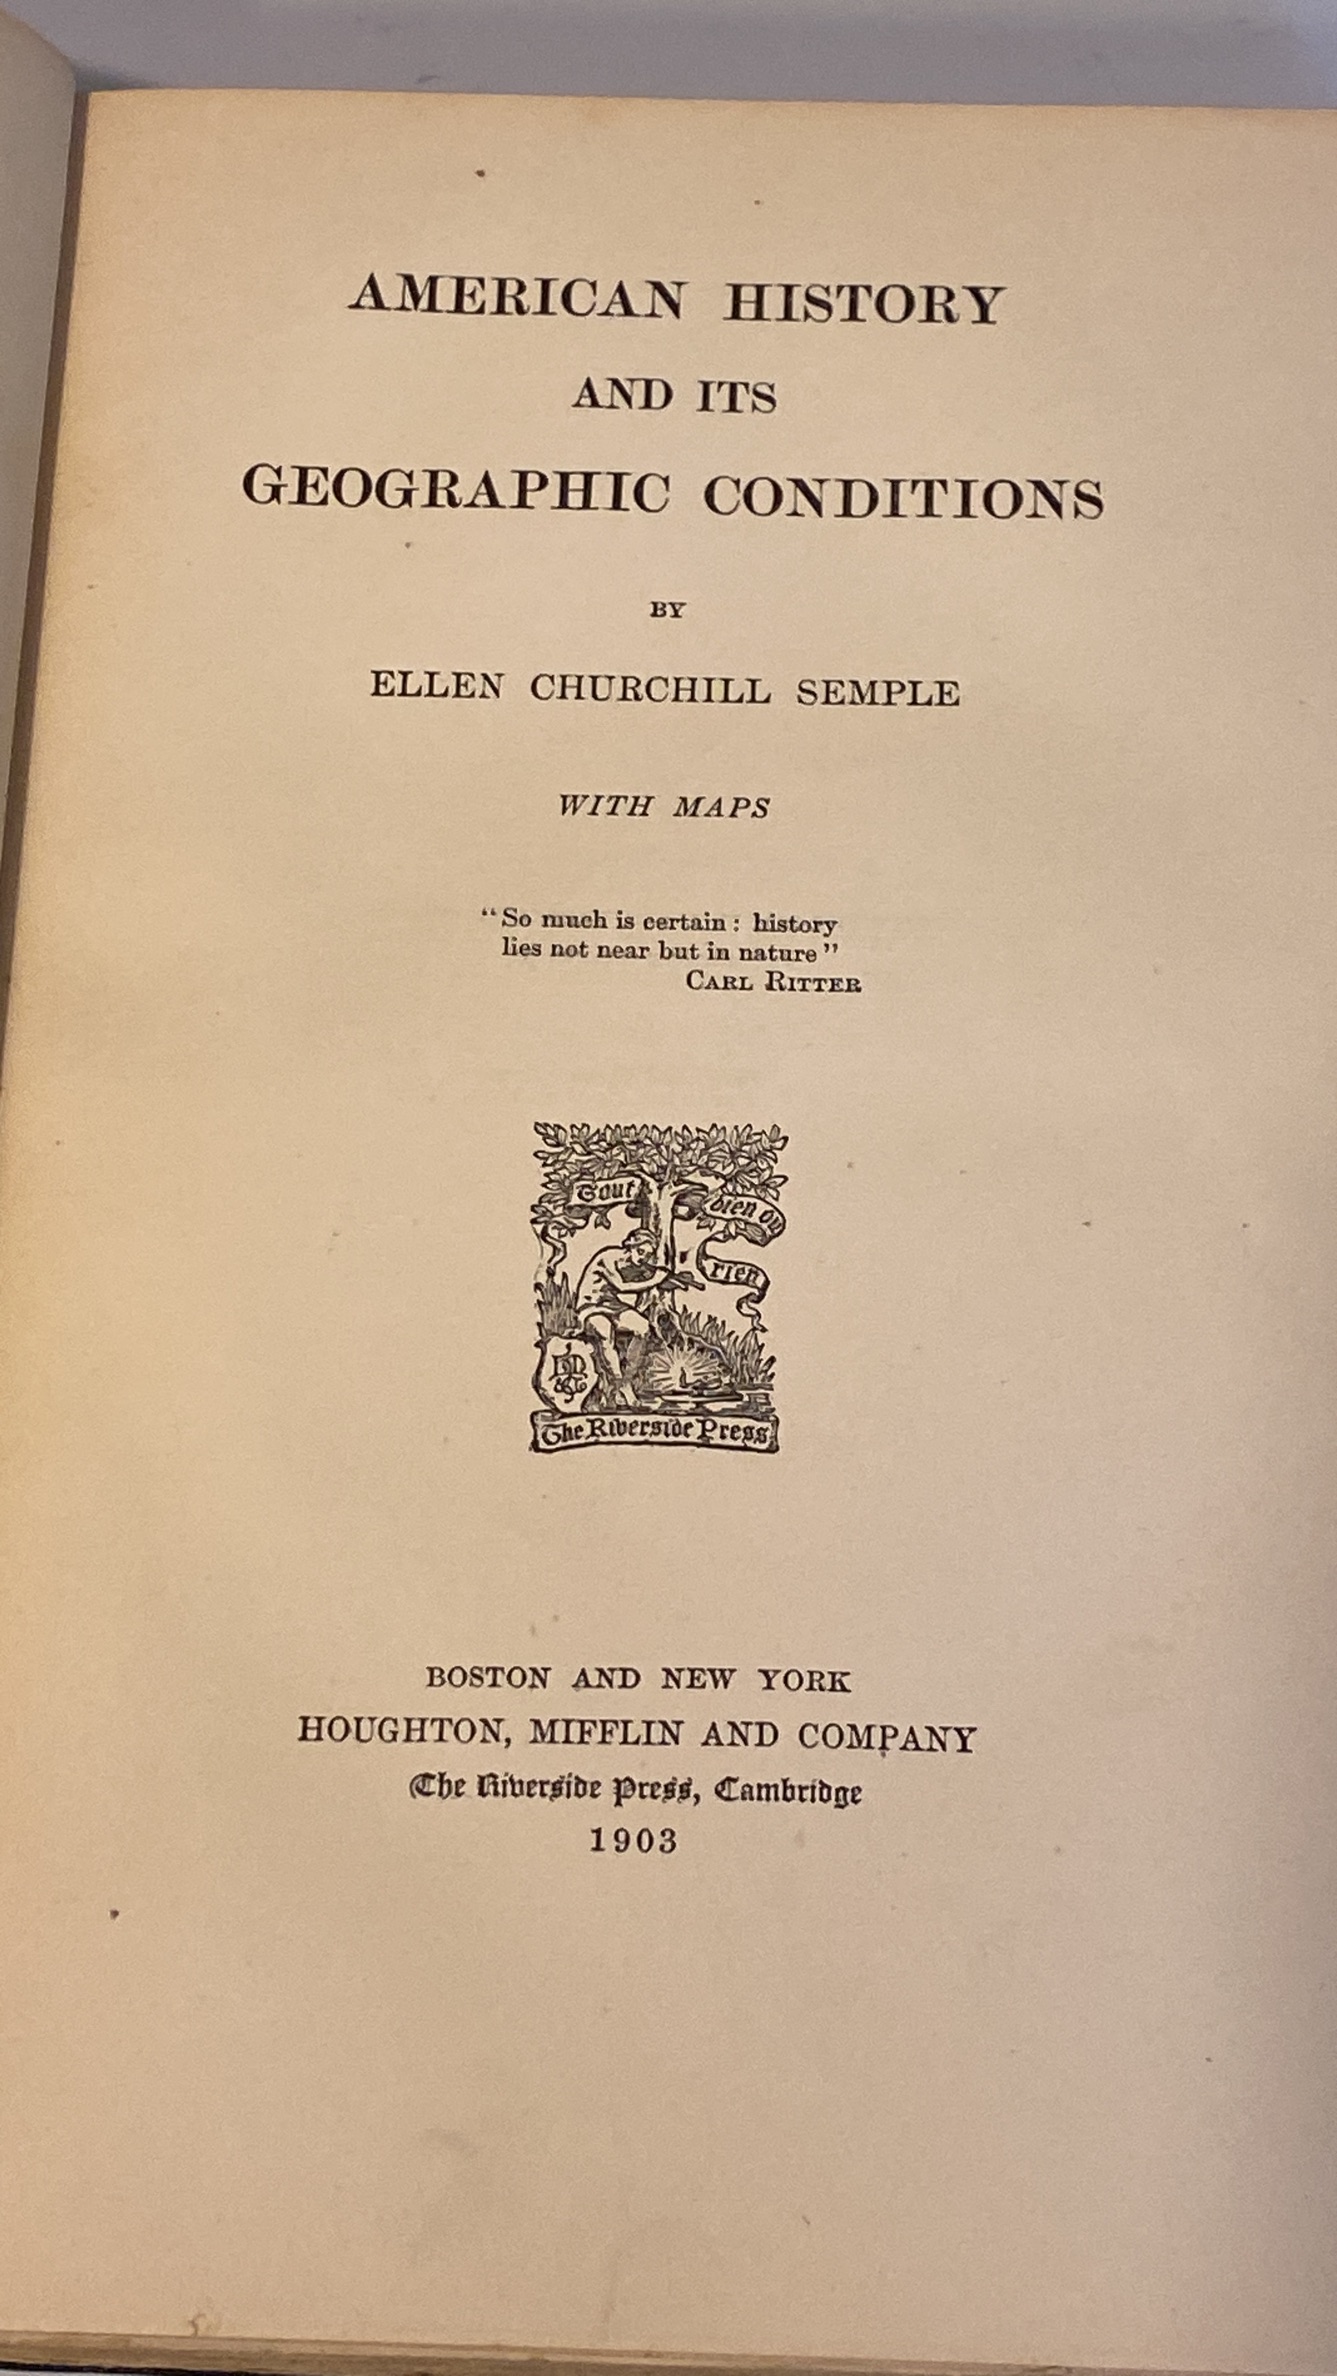 AMERICAN HISTORY
AND ITS
GEOGRAPHIC CONDITIONS
BY
ELLEN CHURCHILL SEMPLE
WITH MAPS
“So much is certain: history
lies not near but in nature”
CARL RITTER
Tout
bien ou
rien
The Riverside Press
BOSTON AND NEW YORK
HOUGHTON, MIFFLIN AND COMPANY
The Riverside Press, Cambridge
1903